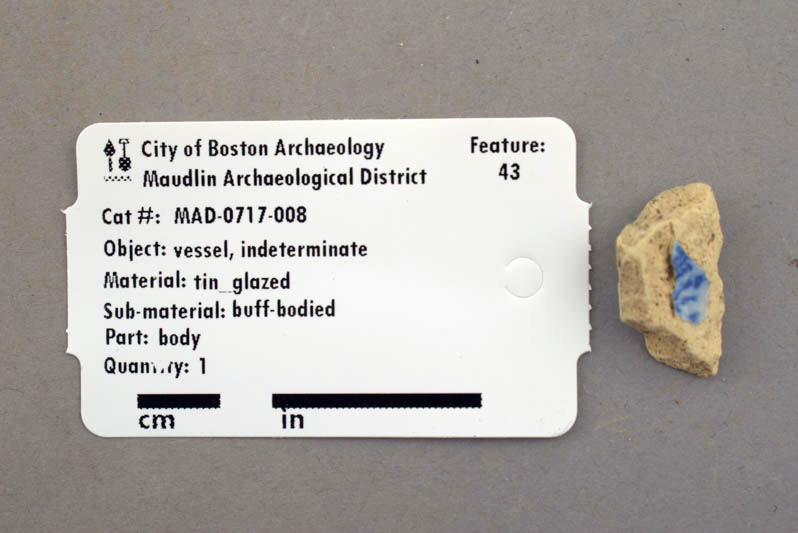 City of Boston Archaeology
Maudlin Archaeological District
Feature:
43
Cat #: MAD-0717-008
Object: vessel, indeterminate
Material: tin_glazed
Sub-material: buff-bodied
Part: body
Quantity: 1
cm in